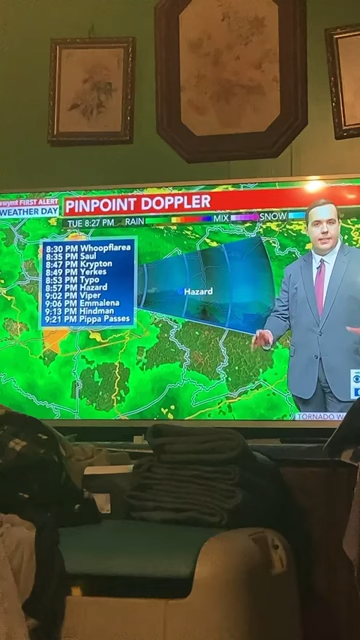 FIRST ALERT
WEATHER DAY
PINPOINT DOPPLER
TUE 8:27 PM
RAIN
MIX
SNOW
8:30 PM Whoopflarea
8:35 PM Saul
8:47 PM Krypton
8:49 PM Yerkes
8:53 PM Typo
8:57 PM Hazard
9:02 PM Viper
9:06 PM Emmalena
9:13 PM Hindman
9:21 PM Pippa Passes
Hazard
TORNADO W